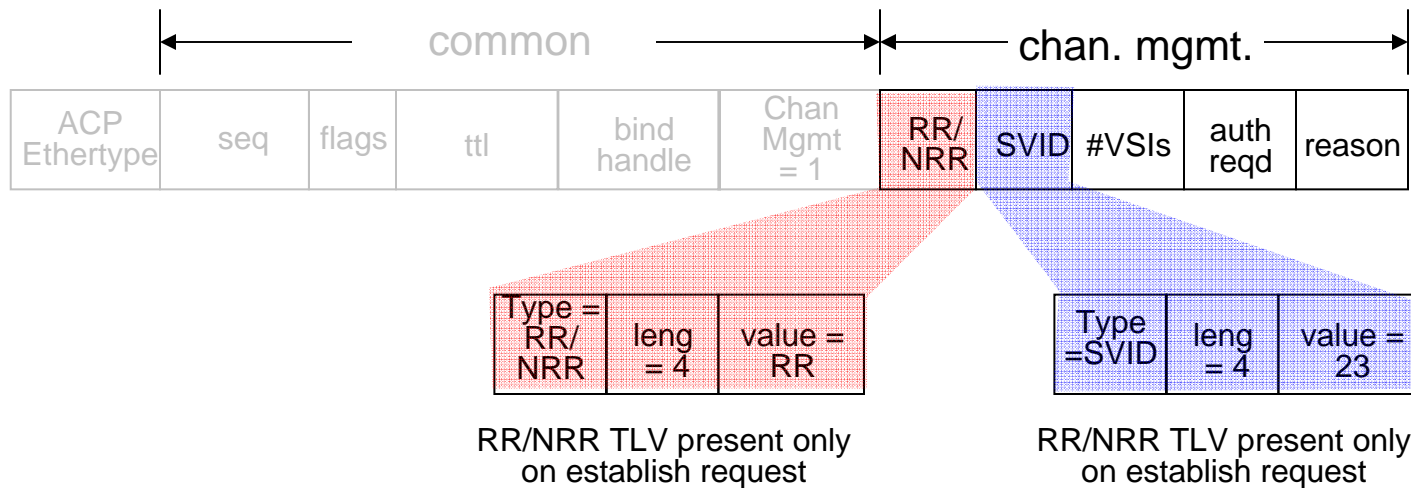 common
chan. mgmt.
ACP
Ethertype
seq
flags
ttl
bind
handle
Chan
Mgmt
= 1
RR/
NRR
SVID
#VSIs
auth
reqd
reason
Type =
RR/
NRR
leng
= 4
value =
RR
Type
=SVID
leng
= 4
value =
23
RR/NRR TLV present only
on establish request
RR/NRR TLV present only
on establish request